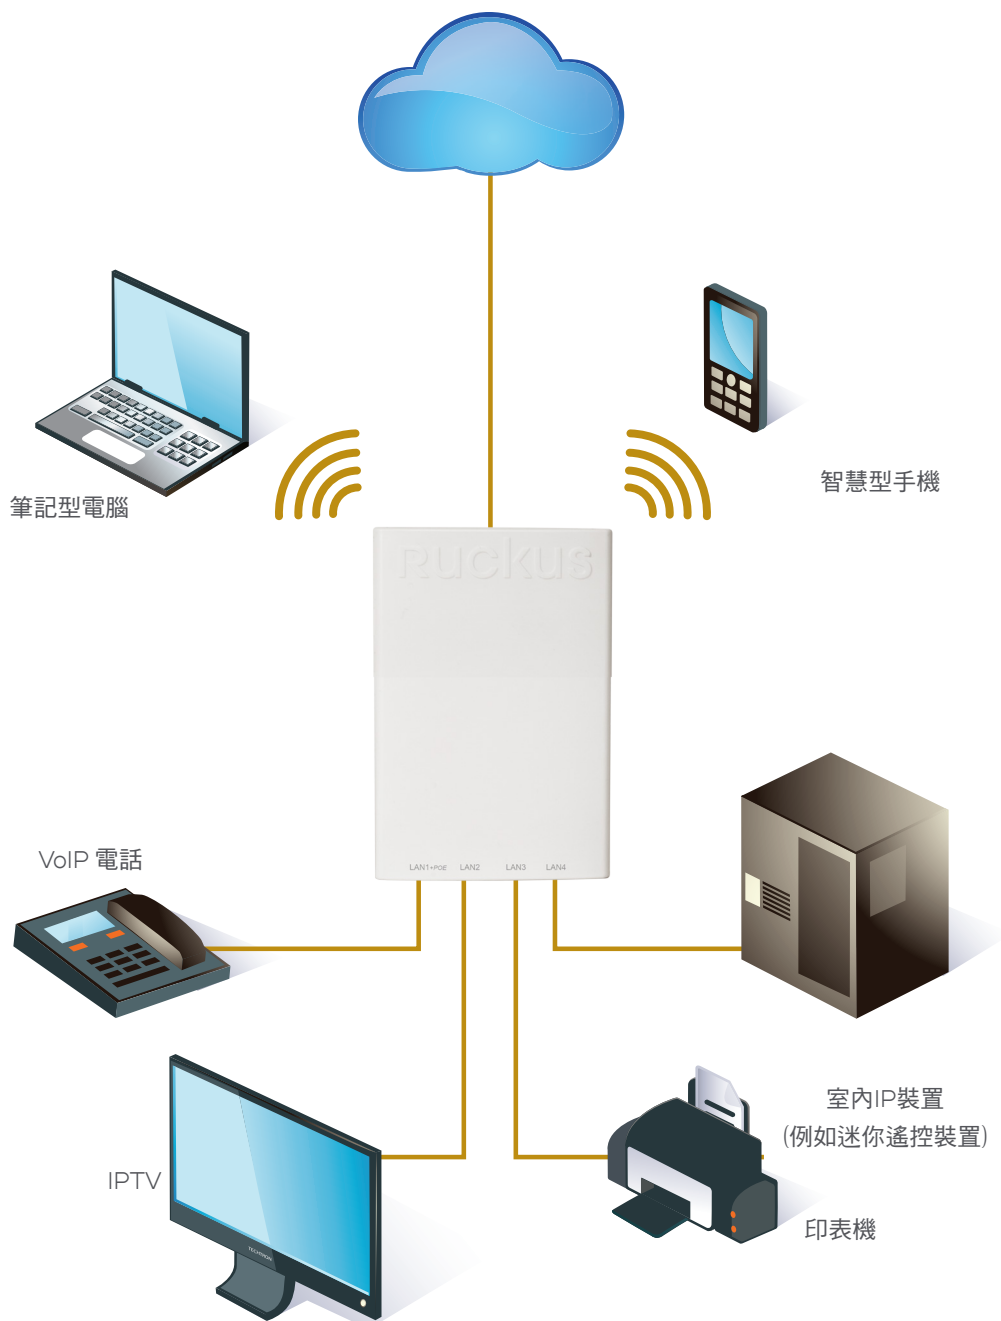 筆記型電腦
智慧型手機
Ruckus
LAN1+POE LAN2 LAN3 LAN4
VoIP 電話
室內IP裝置
(例如迷你遙控裝置)
IPTV
印表機
TECHTRON